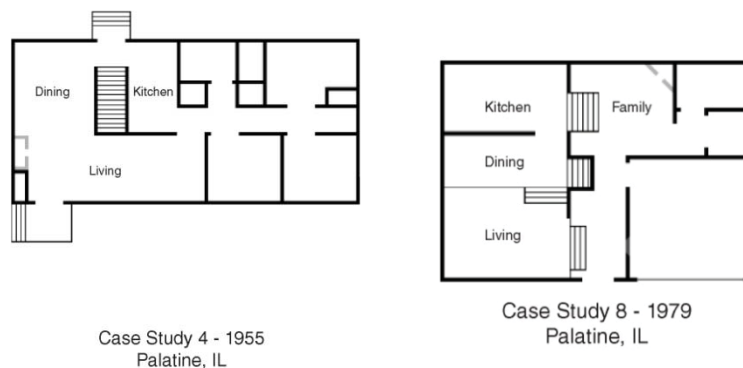 Dining
Kitchen
Living
Case Study 4 - 1955
Palatine, IL
Kitchen
Family
Dining
Living
Case Study 8 - 1979
Palatine, IL